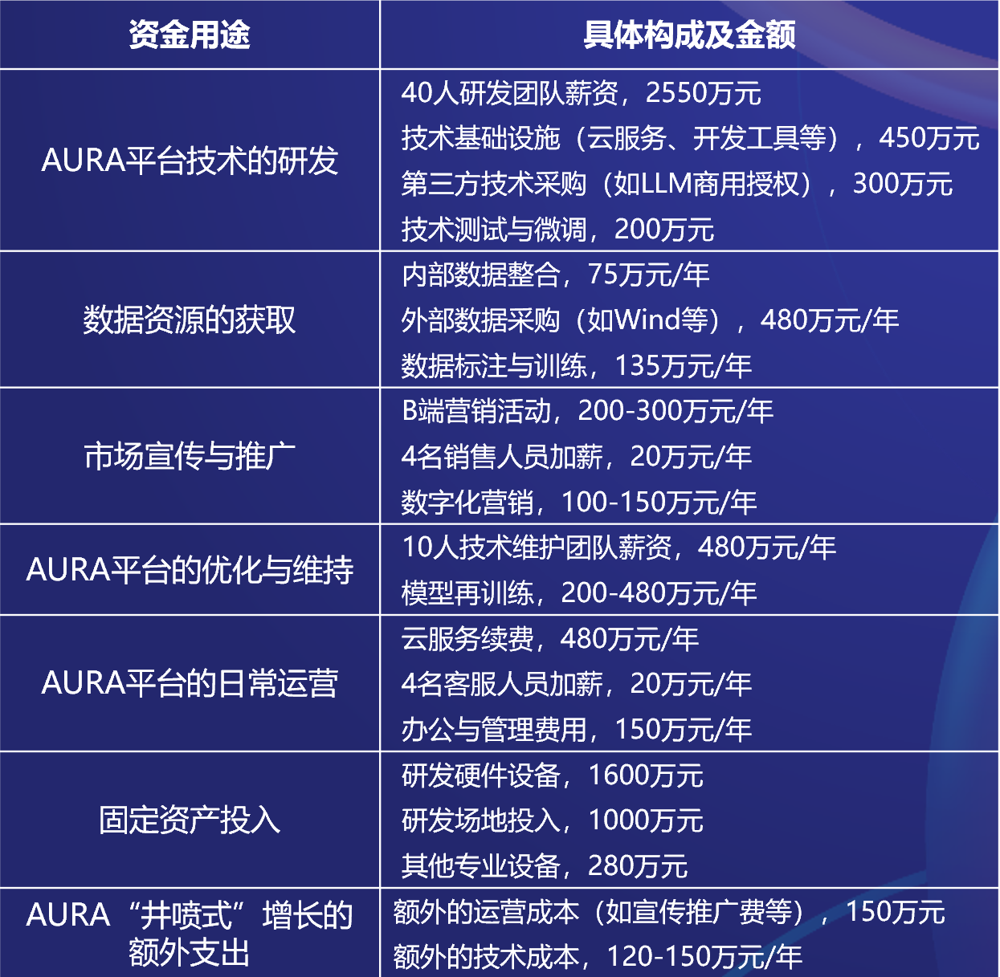 资金用途
具体构成及金额
AURA平台技术的研发
40人研发团队薪资，2550万元
技术基础设施（云服务、开发工具等），450万元
第三方技术采购（如LLM商用授权），300万元
技术测试与微调，200万元
数据资源的获取
内部数据整合，75万元/年
外部数据采购（如Wind等），480万元/年
数据标注与训练，135万元/年
市场宣传与推广
B端营销活动，200-300万元/年
4名销售人员加薪，20万元/年
数字化营销，100-150万元/年
AURA平台的优化与维持
10人技术维护团队薪资，480万元/年
模型再训练，200-480万元/年
AURA平台的日常运营
云服务续费，480万元/年
4名客服人员加薪，20万元/年
办公与管理费用，150万元/年
固定资产投入
研发硬件设备，1600万元
研发场地投入，1000万元
其他专业设备，280万元
AURA“井喷式”增长的
额外支出
额外的运营成本（如宣传推广费等），150万元
额外的技术成本，120-150万元/年